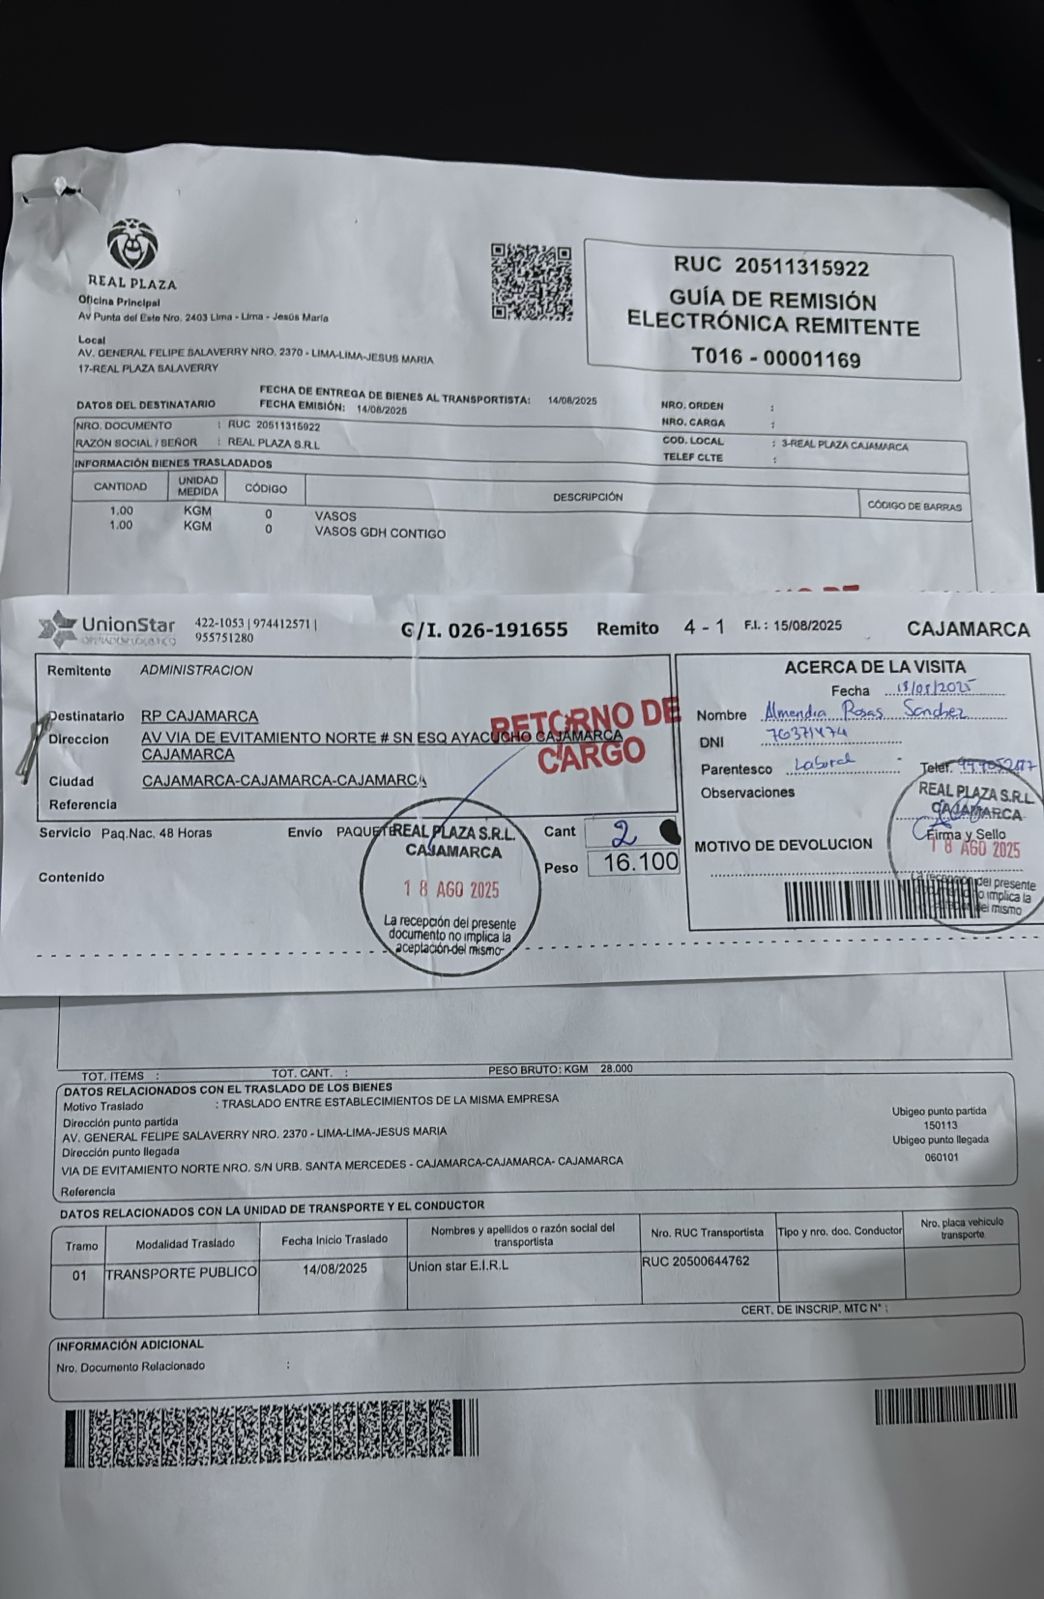 REAL PLAZA
Oficina Principal
Av Punta del Este Nro. 2403 Lima - Lima - Jesús María
Local
AV. GENERAL FELIPE SALAVERRY NRO. 2370 - LIMA-LIMA-JESUS MARIA
17-REAL PLAZA SALAVERRY
RUC 20511315922
GUÍA DE REMISIÓN
ELECTRÓNICA REMITENTE
T016 - 00001169
FECHA DE ENTREGA DE BIENES AL TRANSPORTISTA: 14/08/2025
DATOS DEL DESTINATARIO FECHA EMISIÓN: 14/08/2025
NRO. ORDEN :
NRO. CARGA :
NRO. DOCUMENTO : RUC 20511315922
RAZÓN SOCIAL / SEÑOR : REAL PLAZA S.R.L
COD. LOCAL : 3-REAL PLAZA CAJAMARCA
TELEF CLTE :
INFORMACIÓN BIENES TRASLADADOS
CANTIDAD UNIDAD MEDIDA CÓDIGO DESCRIPCIÓN CÓDIGO DE BARRAS
1.00 KGM 0 VASOS
1.00 KGM 0 VASOS GDH CONTIGO
UnionStar
OPERADOR LOGÍSTICO
422-1053 | 974412571 |
955751280
G/I. 026-191655 Remito 4 - 1 F.I.: 15/08/2025 CAJAMARCA
Remitente ADMINISTRACION
Destinatario RP CAJAMARCA
Direccion AV VIA DE EVITAMIENTO NORTE # SN ESQ AYACUCHO CAJAMARCA
CAJAMARCA
Ciudad CAJAMARCA-CAJAMARCA-CAJAMARCA
Referencia
RETORNO DE
CARGO
Servicio Paq.Nac. 48 Horas Envío PAQUETE Cant 2
Peso 16.100
Contenido
REAL PLAZA S.R.L.
CAJAMARCA
18 AGO 2025
La recepción del presente
documento no implica la
aceptación del mismo
ACERCA DE LA VISITA
Fecha
Nombre Rosas Sanchez
DNI
Parentesco Laboral Telef.
Observaciones
REAL PLAZA S.R.L.
CAJAMARCA
Firma y Sello
18 AGO 2025
MOTIVO DE DEVOLUCION
La recepción del presente
no implica la
del mismo
TOT. ITEMS : TOT. CANT. : PESO BRUTO: KGM 28.000
DATOS RELACIONADOS CON EL TRASLADO DE LOS BIENES
Motivo Traslado : TRASLADO ENTRE ESTABLECIMIENTOS DE LA MISMA EMPRESA
Dirección punto partida
AV. GENERAL FELIPE SALAVERRY NRO. 2370 - LIMA-LIMA-JESUS MARIA
Dirección punto llegada
VIA DE EVITAMIENTO NORTE NRO. S/N URB. SANTA MERCEDES - CAJAMARCA-CAJAMARCA- CAJAMARCA
Referencia
Ubigeo punto partida
150113
Ubigeo punto llegada
060101
DATOS RELACIONADOS CON LA UNIDAD DE TRANSPORTE Y EL CONDUCTOR
Tramo Modalidad Traslado Fecha Inicio Traslado Nombres y apellidos o razón social del transportista Nro. RUC Transportista Tipo y nro. doc. Conductor Nro. placa vehículo transporte
01 TRANSPORTE PUBLICO 14/08/2025 Union star E.I.R.L RUC 20500644762
CERT. DE INSCRIP. MTC N° :
INFORMACIÓN ADICIONAL
Nro. Documento Relacionado :